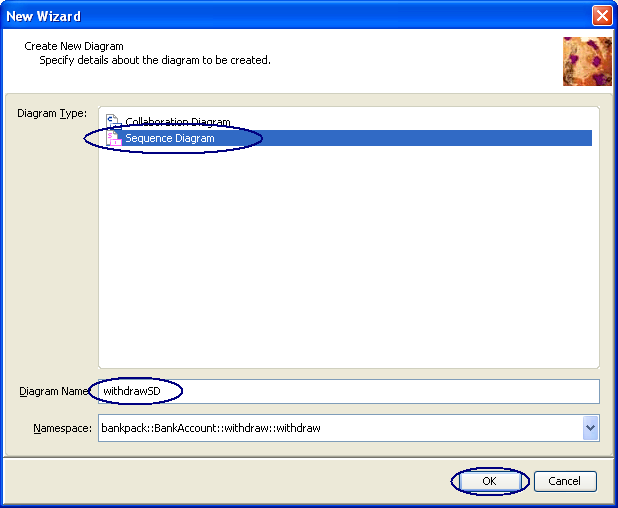 New Wizard
Create New Diagram
Specify details about the diagram to be created.
Diagram Type:
Collaboration Diagram
Sequence Diagram
Diagram Name
withdrawSD
Namespace:
bankpack::BankAccount::withdraw::withdraw
OK
Cancel